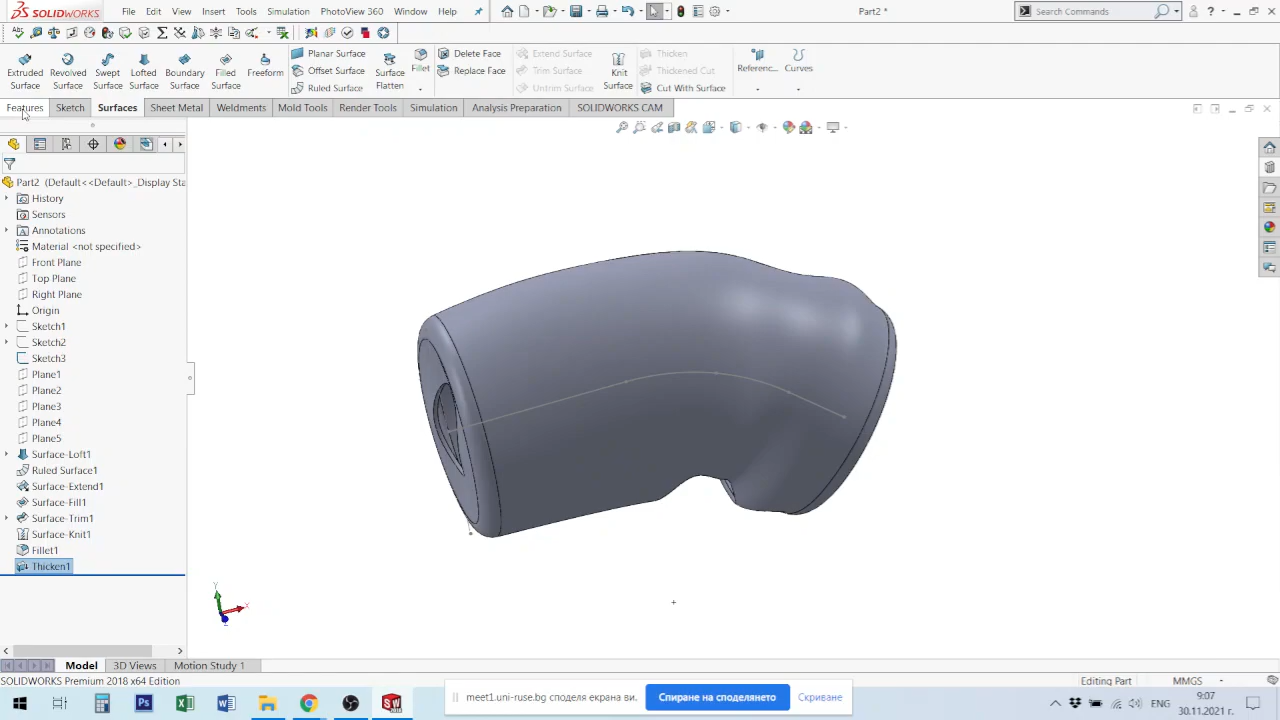 SOLIDWORKS File Edit View Insert Tools Simulation PhotoView 360 Window Help Part2 * Search Commands
Extruded Surface Revolved Surface Swept Surface Lofted Surface Boundary Surface Filled Surface Freeform
Planar Surface Offset Surface Ruled Surface Surface Flatten Fillet
Delete Face Replace Face
Extend Surface Trim Surface Untrim Surface Knit Surface
Thicken Thickened Cut Cut With Surface
Referenc... Curves
Features Sketch Surfaces Sheet Metal Weldments Mold Tools Render Tools Simulation Analysis Preparation SOLIDWORKS CAM
Part2 (Default<<Default>_Display Sta
History
Sensors
Annotations
Material <not specified>
Front Plane
Top Plane
Right Plane
Origin
Sketch1
Sketch2
Sketch3
Plane1
Plane2
Plane3
Plane4
Plane5
Surface-Loft1
Ruled Surface1
Surface-Extend1
Surface-Fill1
Surface-Trim1
Surface-Knit1
Fillet1
Thicken1
Y
X
Z
Model 3D Views Motion Study 1
SOLIDWORKS Premium 2018 x64 Edition Editing Part MMGS
meet1.uni-ruse.bg споделя екрана ви. Спиране на споделянето Скриване
ENG 9:07
30.11.2021 г.